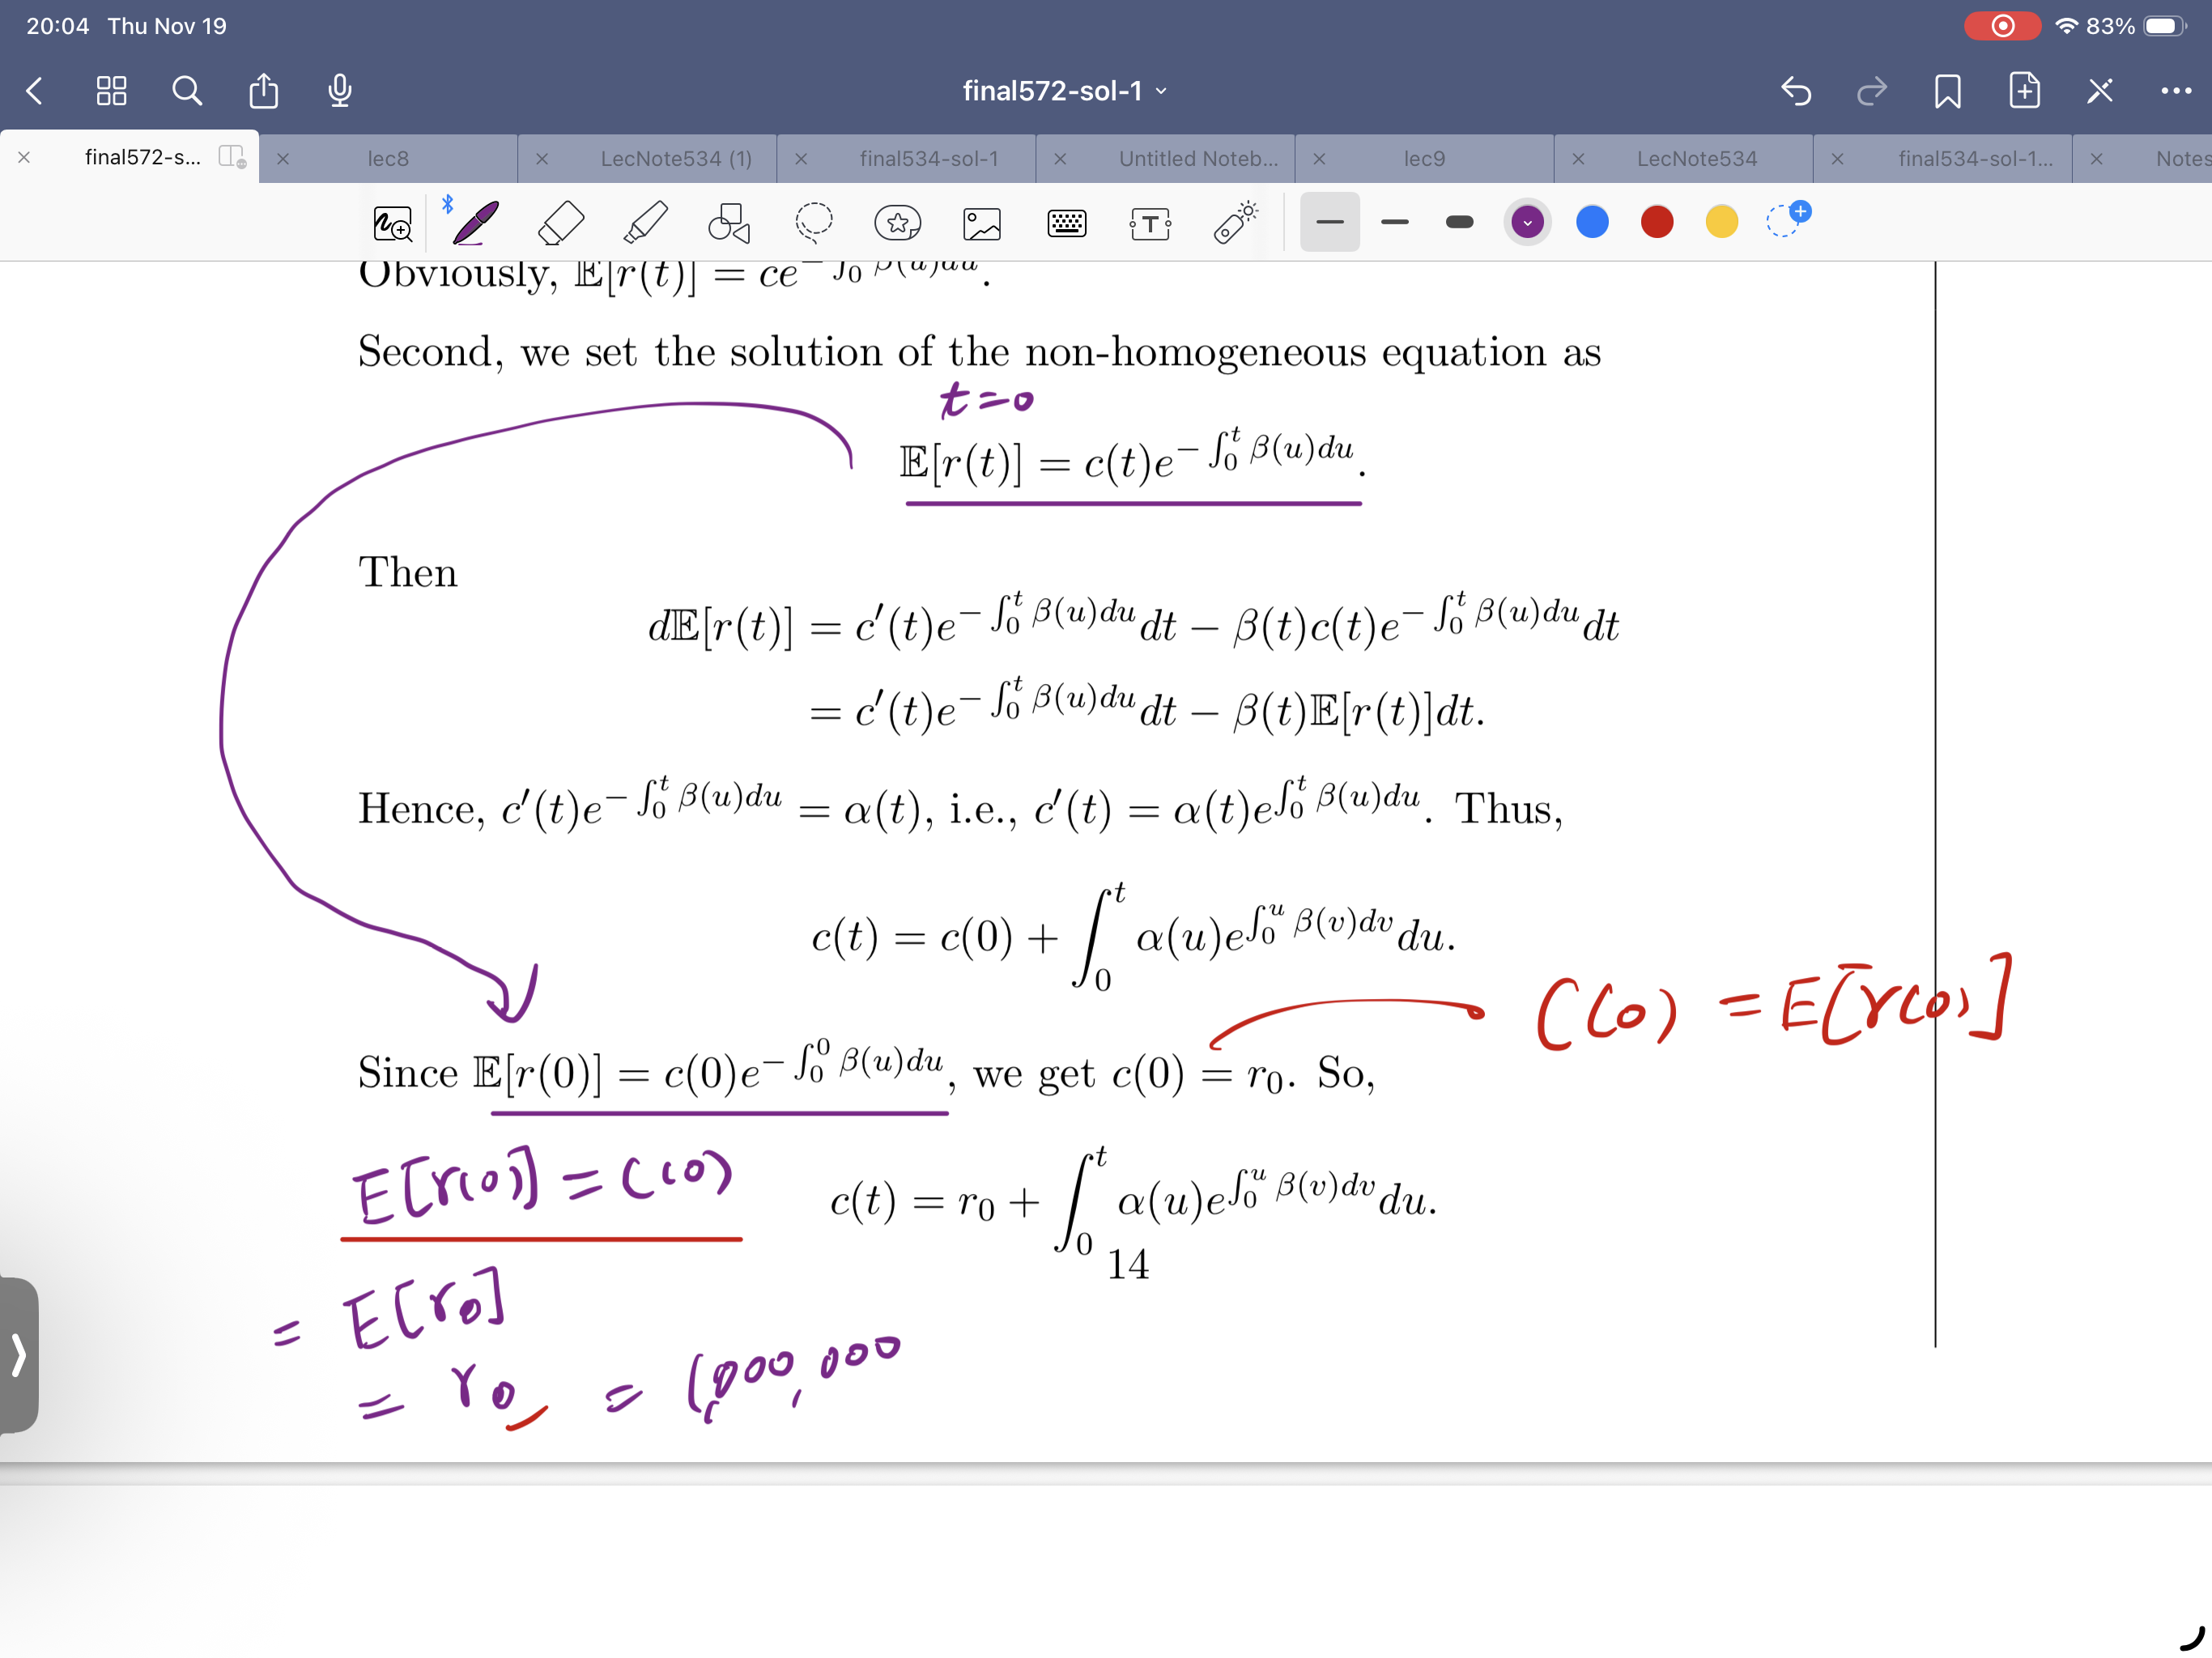 20:04 Thu Nov 19
83%
final572-sol-1
final572-s... lec8 LecNote534 (1) final534-sol-1 Untitled Noteb... lec9 LecNote534 final534-sol-1... Notes
Obviously, 𝔼[r(t)] = ce^{-∫_0 β(u)du}.
Second, we set the solution of the non-homogeneous equation as
t=0
𝔼[r(t)] = c(t)e^{-∫_0^t β(u)du}.
Then
d𝔼[r(t)] = c′(t)e^{-∫_0^t β(u)du}dt − β(t)c(t)e^{-∫_0^t β(u)du}dt
= c′(t)e^{-∫_0^t β(u)du}dt − β(t)𝔼[r(t)]dt.
Hence, c′(t)e^{-∫_0^t β(u)du} = α(t), i.e., c′(t) = α(t)e^{∫_0^t β(u)du}. Thus,
c(t) = c(0) + ∫_0^t α(u)e^{∫_0^u β(v)dv}du.
C(0) = E[r(0)]
Since 𝔼[r(0)] = c(0)e^{-∫_0^0 β(u)du}, we get c(0) = r_0. So,
E[r(0)] = C(0)
c(t) = r_0 + ∫_0^t α(u)e^{∫_0^u β(v)dv}du.
14
= E[r_0]
= r_0 = 1,000,000